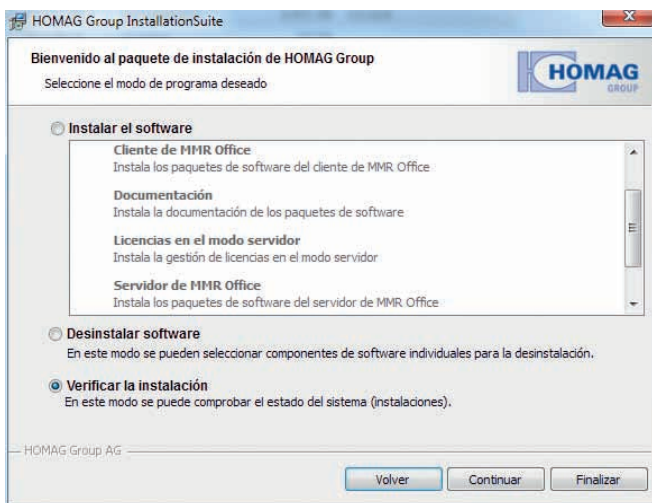 HOMAG Group InstallationSuite
Bienvenido al paquete de instalación de HOMAG Group
Seleccione el modo de programa deseado
HOMAG
GROUP
Instalar el software
Cliente de MMR Office
Instala los paquetes de software del cliente de MMR Office
Documentación
Instala la documentación de los paquetes de software
Licencias en el modo servidor
Instala la gestión de licencias en el modo servidor
Servidor de MMR Office
Instala los paquetes de software del servidor de MMR Office
Desinstalar software
En este modo se pueden seleccionar componentes de software individuales para la desinstalación.
Verificar la instalación
En este modo se puede comprobar el estado del sistema (instalaciones).
HOMAG Group AG
Volver
Continuar
Finalizar